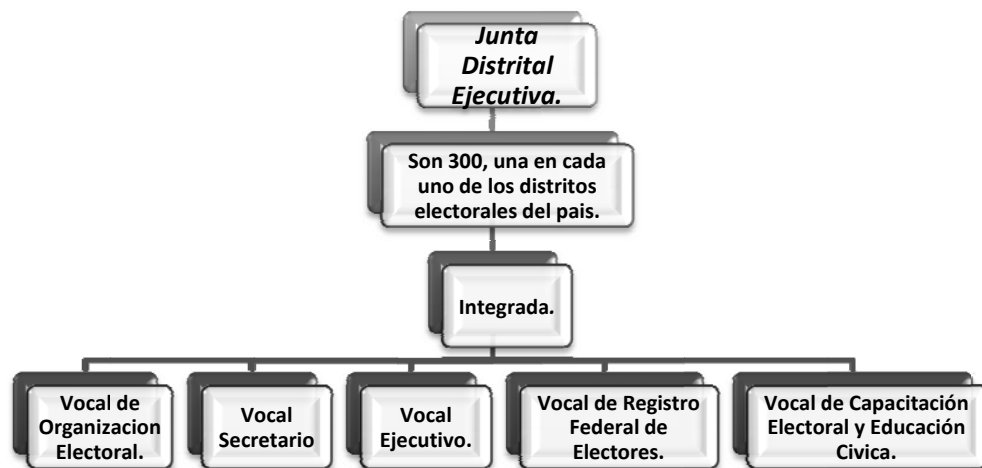 Junta
Distrital
Ejecutiva.
Son 300, una en cada
uno de los distritos
electorales del pais.
Integrada.
Vocal de
Organizacion
Electoral.
Vocal
Secretario
Vocal
Ejecutivo.
Vocal de Registro
Federal de
Electores.
Vocal de Capacitación
Electoral y Educación
Civica.